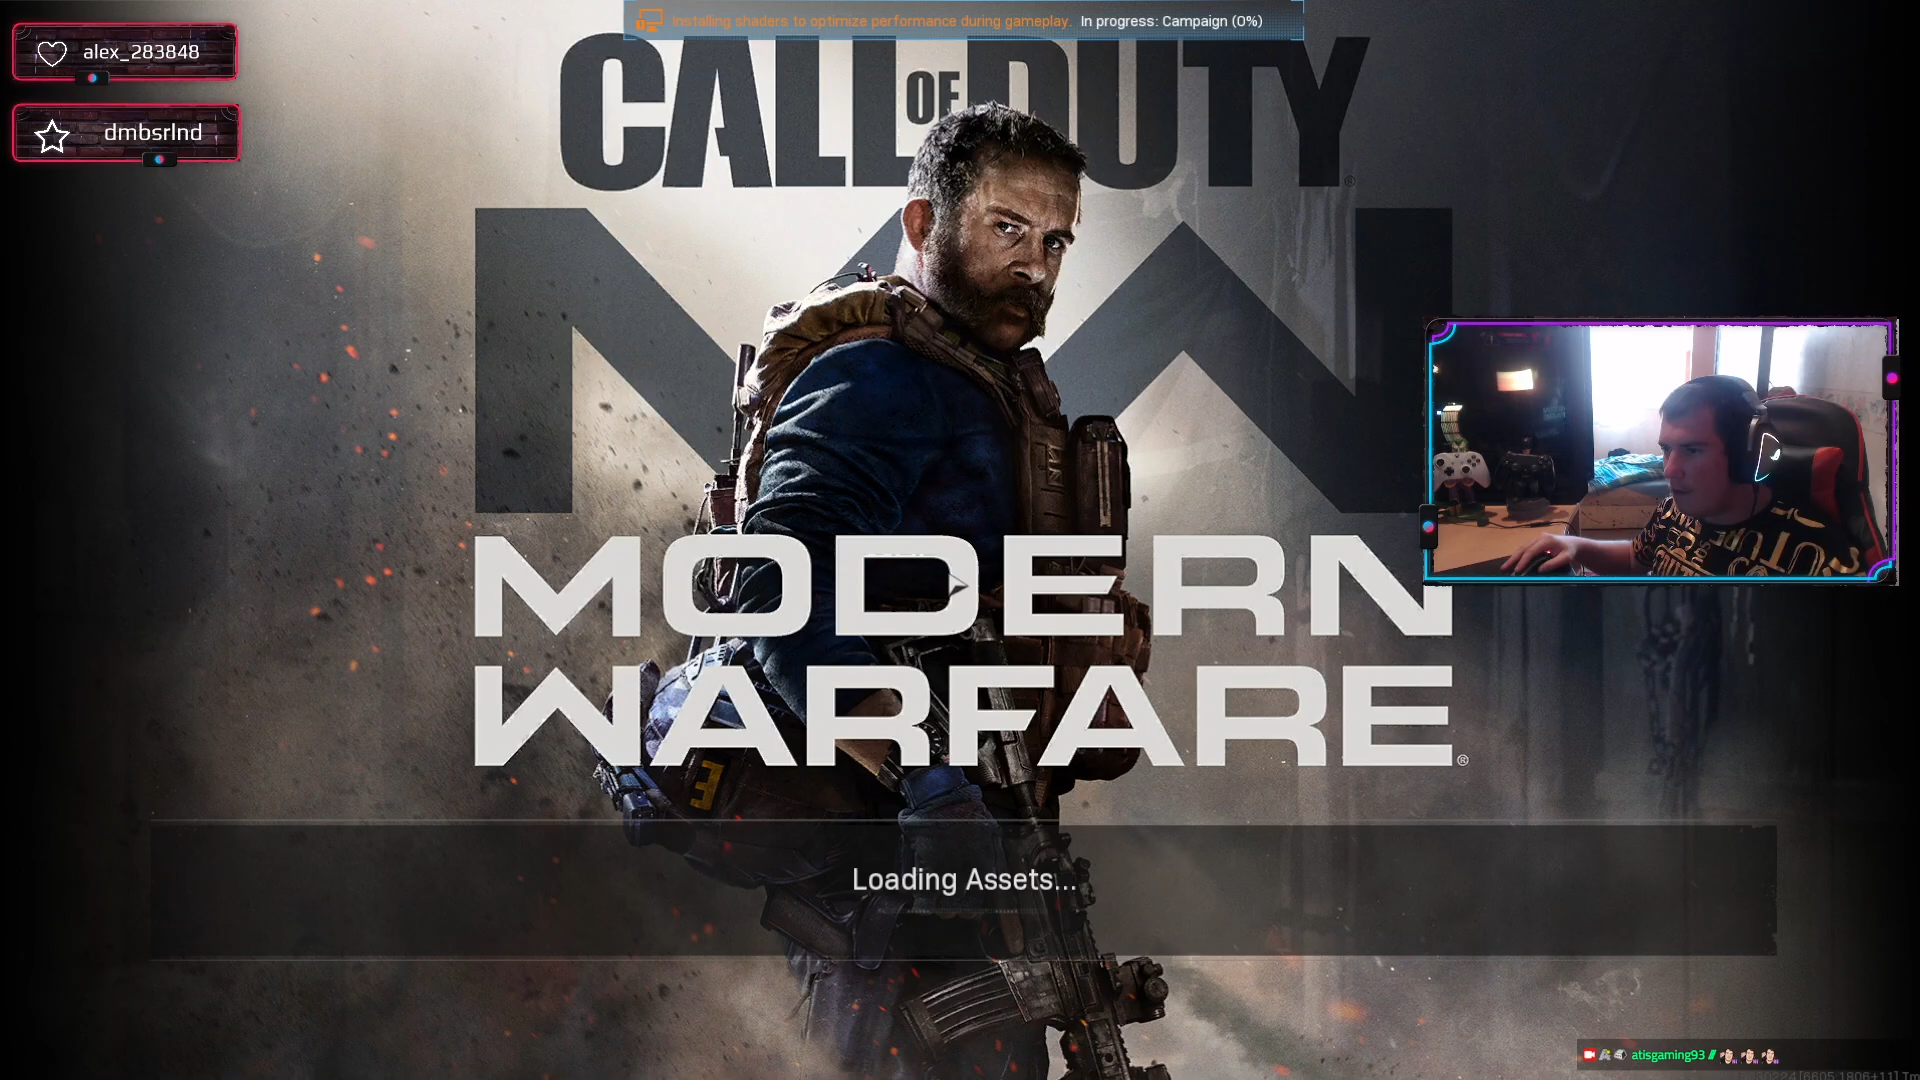 Installing shaders to optimize performance during gameplay. In progress: Campaign (0%)
alex_283848
dmbsrlnd
CALL OF DUTY®
MODERN
WARFARE®
Loading Assets...
atisgaming93 //